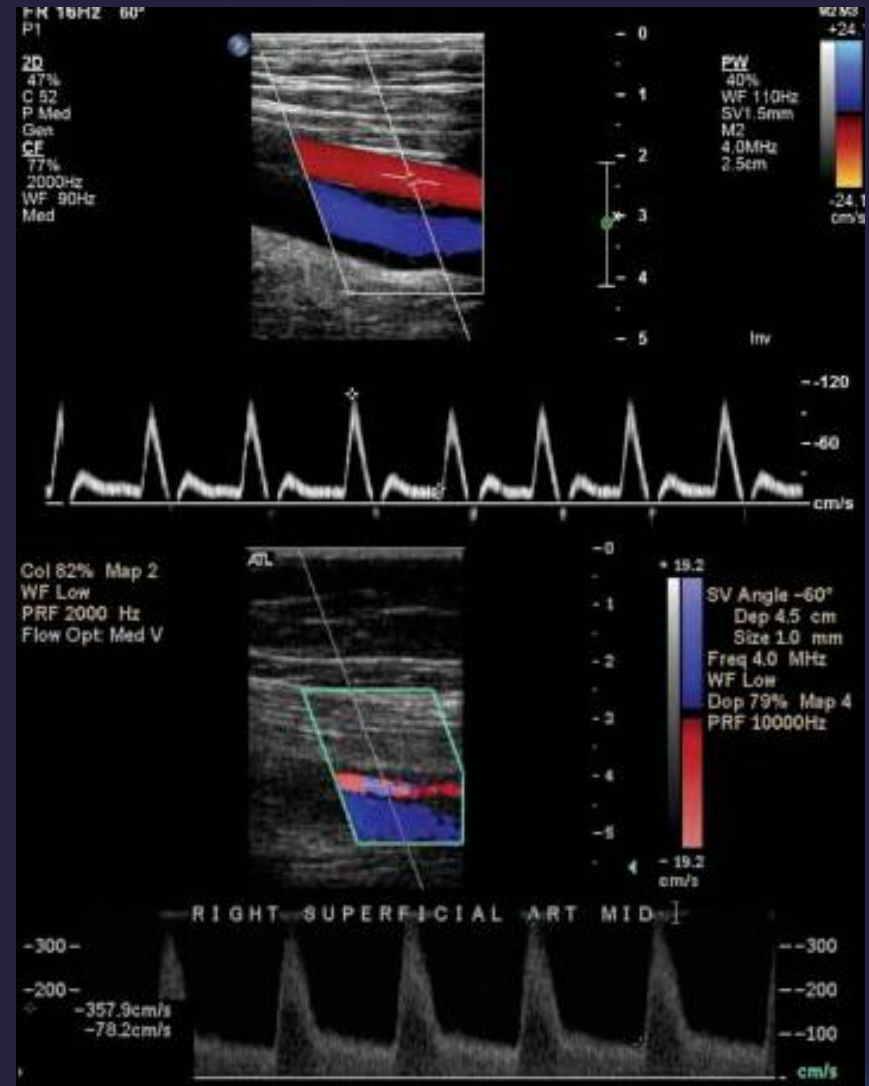 FR 16Hz 60°
P1
2D
47%
C 52
P Med
Gen
CF
77%
2000Hz
WF 90Hz
Med
0
1
2
3
4
5
PW
40%
WF 110Hz
SV1.5mm
M2
4.0MHz
2.5cm
M2 M3
+24.1
-24.1
cm/s
Inv
-120
-60
cm/s
Col 82% Map 2
WF Low
PRF 2000 Hz
Flow Opt: Med V
ATL
0
1
2
3
4
5
+ 19.2
- 19.2
cm/s
SV Angle -60°
Dep 4.5 cm
Size 1.0 mm
Freq 4.0 MHz
WF Low
Dop 79% Map 4
PRF 10000Hz
RIGHT SUPERFICIAL ART MID
-300-
-200-
-357.9cm/s
-78.2cm/s
-300
-200
-100
cm/s